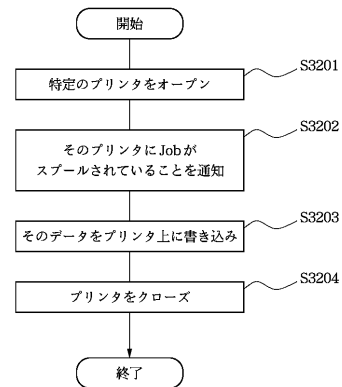 開始
S3201
特定のプリンタをオープン
S3202
そのプリンタにJobが
スプールされていることを通知
S3203
そのデータをプリンタ上に書き込み
S3204
プリンタをクローズ
終了